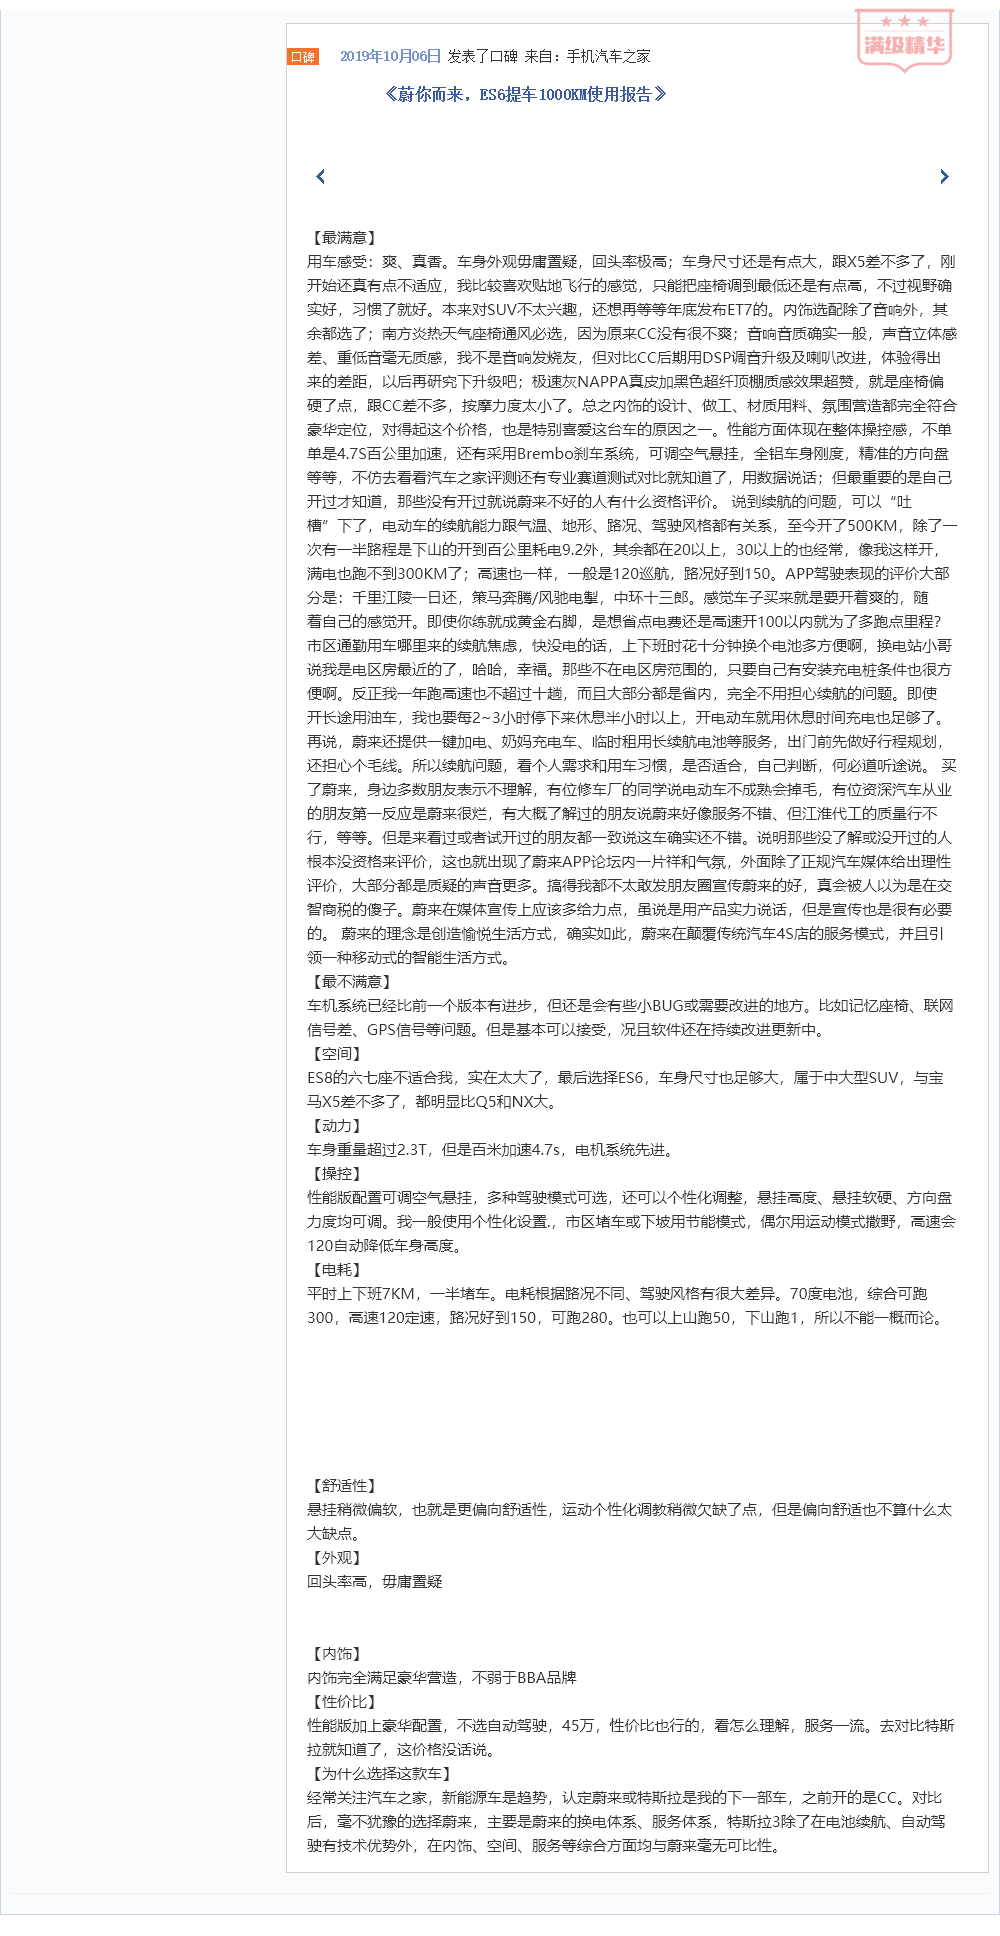 满级精华
口碑 2019年10月06日 发表了口碑 来自：手机汽车之家
《蔚你而来，ES6提车1000KM使用报告》
【最满意】
用车感受：爽、真香。车身外观毋庸置疑，回头率极高；车身尺寸还是有点大，跟X5差不多了，刚
开始还真有点不适应，我比较喜欢贴地飞行的感觉，只能把座椅调到最低还是有点高，不过视野确
实好，习惯了就好。本来对SUV不太兴趣，还想再等等年底发布ET7的。内饰选配除了音响外，其
余都选了；南方炎热天气座椅通风必选，因为原来CC没有很不爽；音响音质确实一般，声音立体感
差、重低音毫无质感，我不是音响发烧友，但对比CC后期用DSP调音升级及喇叭改进，体验得出
来的差距，以后再研究下升级吧；极速灰NAPPA真皮加黑色超纤顶棚质感效果超赞，就是座椅偏
硬了点，跟CC差不多，按摩力度太小了。总之内饰的设计、做工、材质用料、氛围营造都完全符合
豪华定位，对得起这个价格，也是特别喜爱这台车的原因之一。性能方面体现在整体操控感，不单
单是4.7S百公里加速，还有采用Brembo刹车系统，可调空气悬挂，全铝车身刚度，精准的方向盘
等等，不仿去看看汽车之家评测还有专业赛道测试对比就知道了，用数据说话；但最重要的是自己
开过才知道，那些没有开过就说蔚来不好的人有什么资格评价。 说到续航的问题，可以“吐
槽”下了，电动车的续航能力跟气温、地形、路况、驾驶风格都有关系，至今开了500KM，除了一
次有一半路程是下山的开到百公里耗电9.2外，其余都在20以上，30以上的也经常，像我这样开，
满电也跑不到300KM了；高速也一样，一般是120巡航，路况好到150。APP驾驶表现的评价大部
分是：千里江陵一日还，策马奔腾/风驰电掣，中环十三郎。感觉车子买来就是要开着爽的，随
着自己的感觉开。即使你练就成黄金右脚，是想省点电费还是高速开100以内就为了多跑点里程？
市区通勤用车哪里来的续航焦虑，快没电的话，上下班时花十分钟换个电池多方便啊，换电站小哥
说我是电区房最近的了，哈哈，幸福。那些不在电区房范围的，只要自己有安装充电桩条件也很方
便啊。反正我一年跑高速也不超过十趟，而且大部分都是省内，完全不用担心续航的问题。即使
开长途用油车，我也要每2~3小时停下来休息半小时以上，开电动车就用休息时间充电也足够了。
再说，蔚来还提供一键加电、奶妈充电车、临时租用长续航电池等服务，出门前先做好行程规划，
还担心个毛线。所以续航问题，看个人需求和用车习惯，是否适合，自己判断，何必道听途说。 买
了蔚来，身边多数朋友表示不理解，有位修车厂的同学说电动车不成熟会掉毛，有位资深汽车从业
的朋友第一反应是蔚来很烂，有大概了解过的朋友说蔚来好像服务不错、但江淮代工的质量行不
行，等等。但是来看过或者试开过的朋友都一致说这车确实还不错。说明那些没了解或没开过的人
根本没资格来评价，这也就出现了蔚来APP论坛内一片祥和气氛，外面除了正规汽车媒体给出理性
评价，大部分都是质疑的声音更多。搞得我都不太敢发朋友圈宣传蔚来的好，真会被人以为是在交
智商税的傻子。蔚来在媒体宣传上应该多给力点，虽说是用产品实力说话，但是宣传也是很有必要
的。 蔚来的理念是创造愉悦生活方式，确实如此，蔚来在颠覆传统汽车4S店的服务模式，并且引
领一种移动式的智能生活方式。
【最不满意】
车机系统已经比前一个版本有进步，但还是会有些小BUG或需要改进的地方。比如记忆座椅、联网
信号差、GPS信号等问题。但是基本可以接受，况且软件还在持续改进更新中。
【空间】
ES8的六七座不适合我，实在太大了，最后选择ES6，车身尺寸也足够大，属于中大型SUV，与宝
马X5差不多了，都明显比Q5和NX大。
【动力】
车身重量超过2.3T，但是百米加速4.7s，电机系统先进。
【操控】
性能版配置可调空气悬挂，多种驾驶模式可选，还可以个性化调整，悬挂高度、悬挂软硬、方向盘
力度均可调。我一般使用个性化设置.，市区堵车或下坡用节能模式，偶尔用运动模式撒野，高速会
120自动降低车身高度。
【电耗】
平时上下班7KM，一半堵车。电耗根据路况不同、驾驶风格有很大差异。70度电池，综合可跑
300，高速120定速，路况好到150，可跑280。也可以上山跑50，下山跑1，所以不能一概而论。
【舒适性】
悬挂稍微偏软，也就是更偏向舒适性，运动个性化调教稍微欠缺了点，但是偏向舒适也不算什么太
大缺点。
【外观】
回头率高，毋庸置疑
【内饰】
内饰完全满足豪华营造，不弱于BBA品牌
【性价比】
性能版加上豪华配置，不选自动驾驶，45万，性价比也行的，看怎么理解，服务一流。去对比特斯
拉就知道了，这价格没话说。
【为什么选择这款车】
经常关注汽车之家，新能源车是趋势，认定蔚来或特斯拉是我的下一部车，之前开的是CC。对比
后，毫不犹豫的选择蔚来，主要是蔚来的换电体系、服务体系，特斯拉3除了在电池续航、自动驾
驶有技术优势外，在内饰、空间、服务等综合方面均与蔚来毫无可比性。